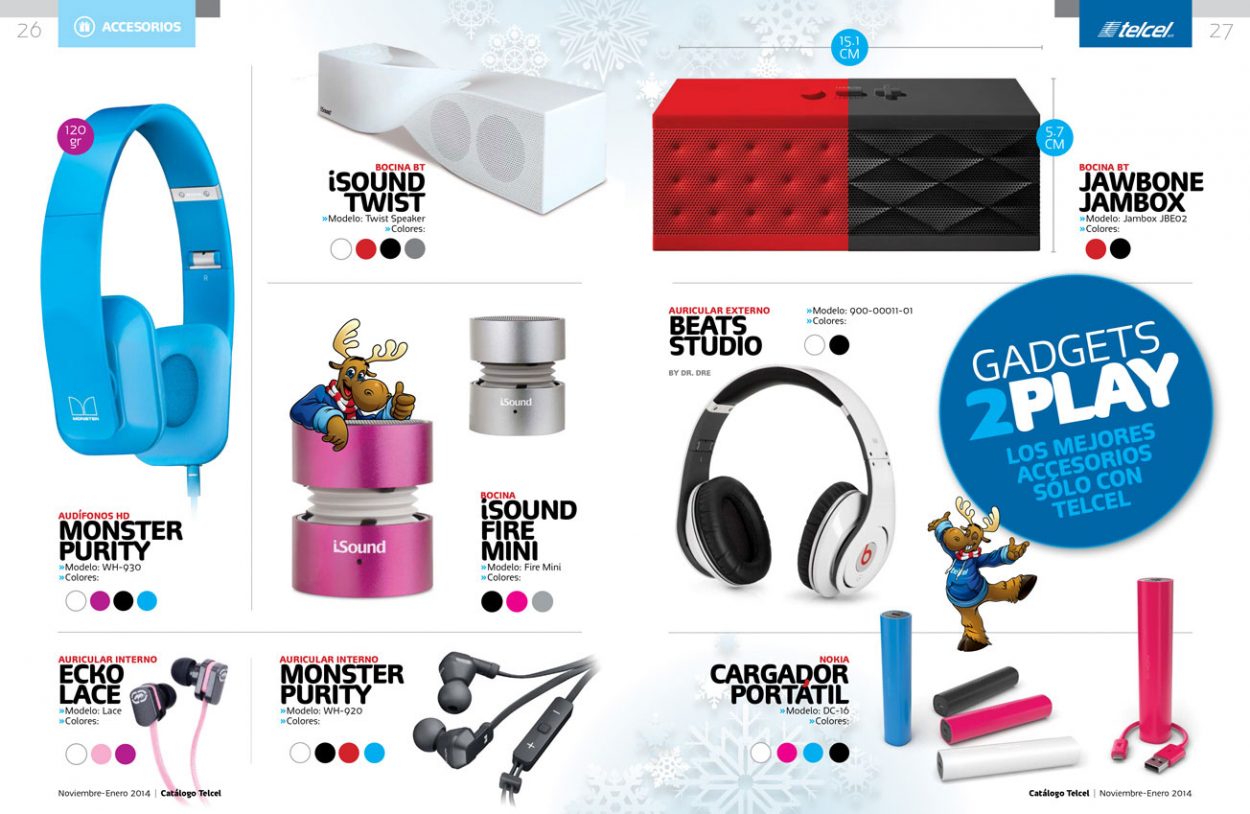 26
ACCESORIOS
120
gr
MONSTER
R
AUDÍFONOS HD
MONSTER
PURITY
»Modelo: WH-930
»Colores:
iSound
BOCINA BT
iSOUND
TWIST
»Modelo: Twist Speaker
»Colores:
iSound
iSound
BOCINA
iSOUND
FIRE
MINI
»Modelo: Fire Mini
»Colores:
AURICULAR INTERNO
ECKO
LACE
»Modelo: Lace
»Colores:
AURICULAR INTERNO
MONSTER
PURITY
»Modelo: WH-920
»Colores:
Noviembre-Enero 2014 | Catálogo Telcel
telcel
27
15.1
CM
5.7
CM
BOCINA BT
JAWBONE
JAMBOX
»Modelo: Jambox JBE02
»Colores:
AURICULAR EXTERNO
BEATS
STUDIO
BY DR. DRE
»Modelo: 900-00011-01
»Colores:
b
GADGETS
2PLAY
LOS MEJORES
ACCESORIOS
SÓLO CON
TELCEL
telcel
NOKIA
CARGADOR
PORTÁTIL
»Modelo: DC-16
»Colores:
Catálogo Telcel | Noviembre-Enero 2014